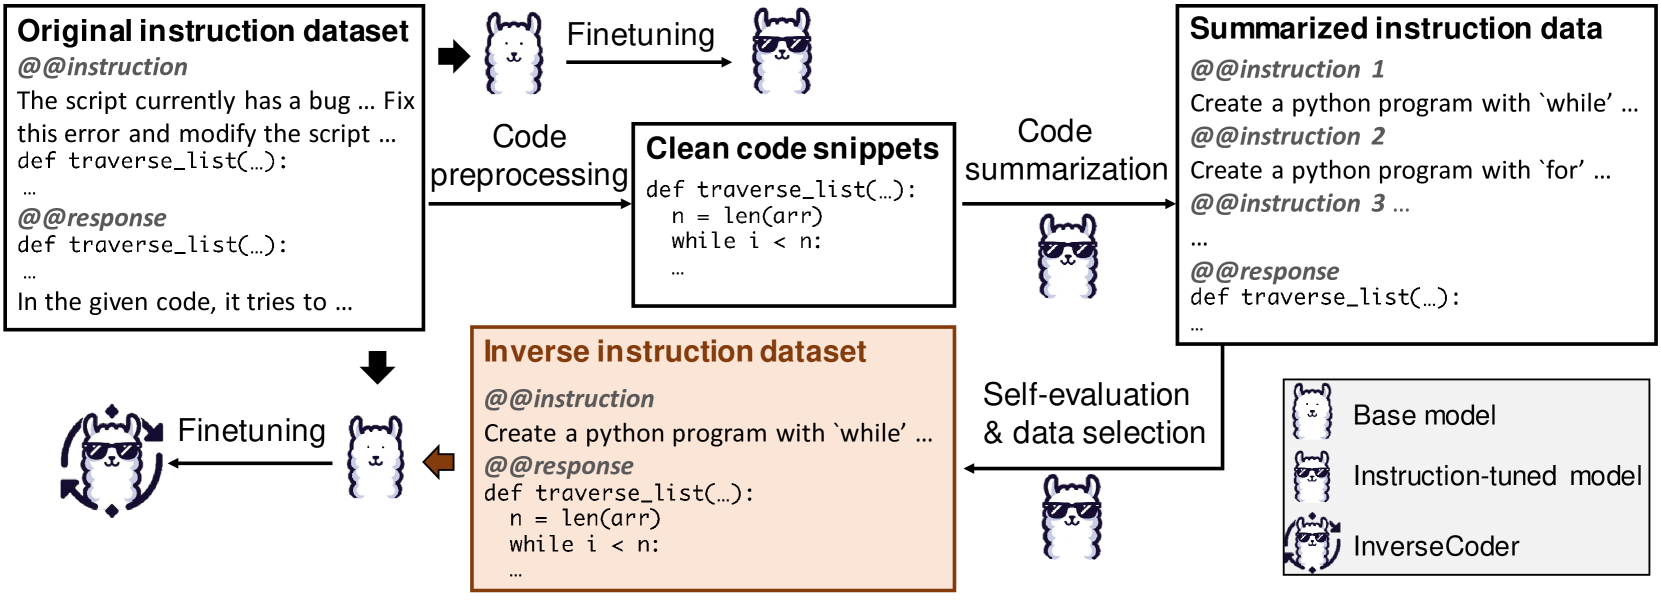 Original instruction dataset
@@instruction
The script currently has a bug ... Fix
this error and modify the script ...
def traverse_list(…):
…
@@response
def traverse_list(…):
…
In the given code, it tries to ...
Finetuning
Code
preprocessing
Clean code snippets
def traverse_list(…):
n = len(arr)
while i < n:
…
Code
summarization
Summarized instruction data
@@instruction 1
Create a python program with `while’ ...
@@instruction 2
Create a python program with `for’ ...
@@instruction 3 ...
...
@@response
def traverse_list(…):
…
Self-evaluation
& data selection
Inverse instruction dataset
@@instruction
Create a python program with `while’ ...
@@response
def traverse_list(…):
n = len(arr)
while i < n:
…
Finetuning
Base model
Instruction-tuned model
InverseCoder